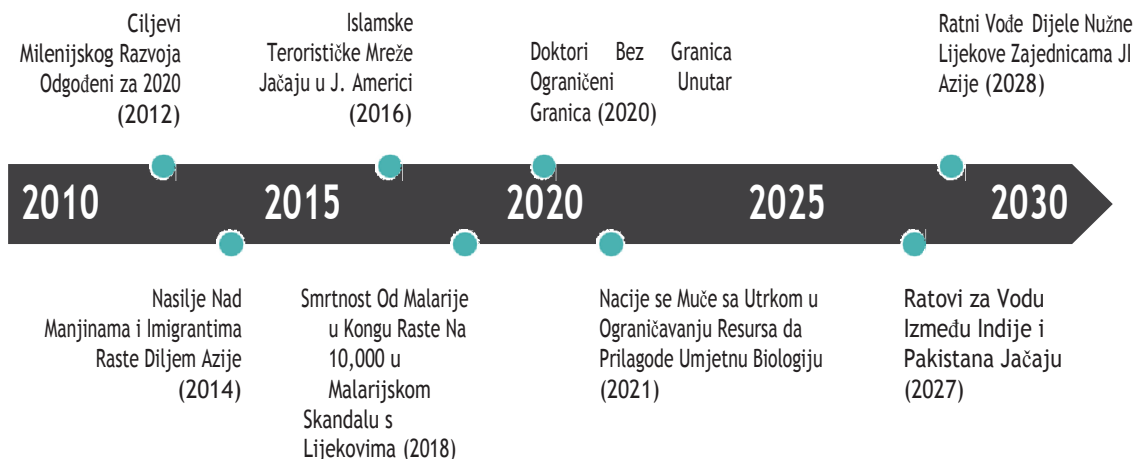 Ciljevi
Milenijskog Razvoja
Odgođeni za 2020
(2012)
Islamske
Terorističke Mreže
Jačaju u J. Americi
(2016)
Doktori Bez Granica
Ograničeni Unutar
Granica (2020)
Ratni Vođe Dijele Nužne
Lijekove Zajednicama JI
Azije (2028)
2010 2015 2020 2025 2030
Nasilje Nad
Manjinama i Imigrantima
Raste Diljem Azije
(2014)
Smrtnost Od Malarije
u Kongu Raste Na
10,000 u
Malarijskom
Skandalu s
Lijekovima (2018)
Nacije se Muče sa Utrkom u
Ograničavanju Resursa da
Prilagode Umjetnu Biologiju
(2021)
Ratovi za Vodu
Između Indije i
Pakistana Jačaju
(2027)